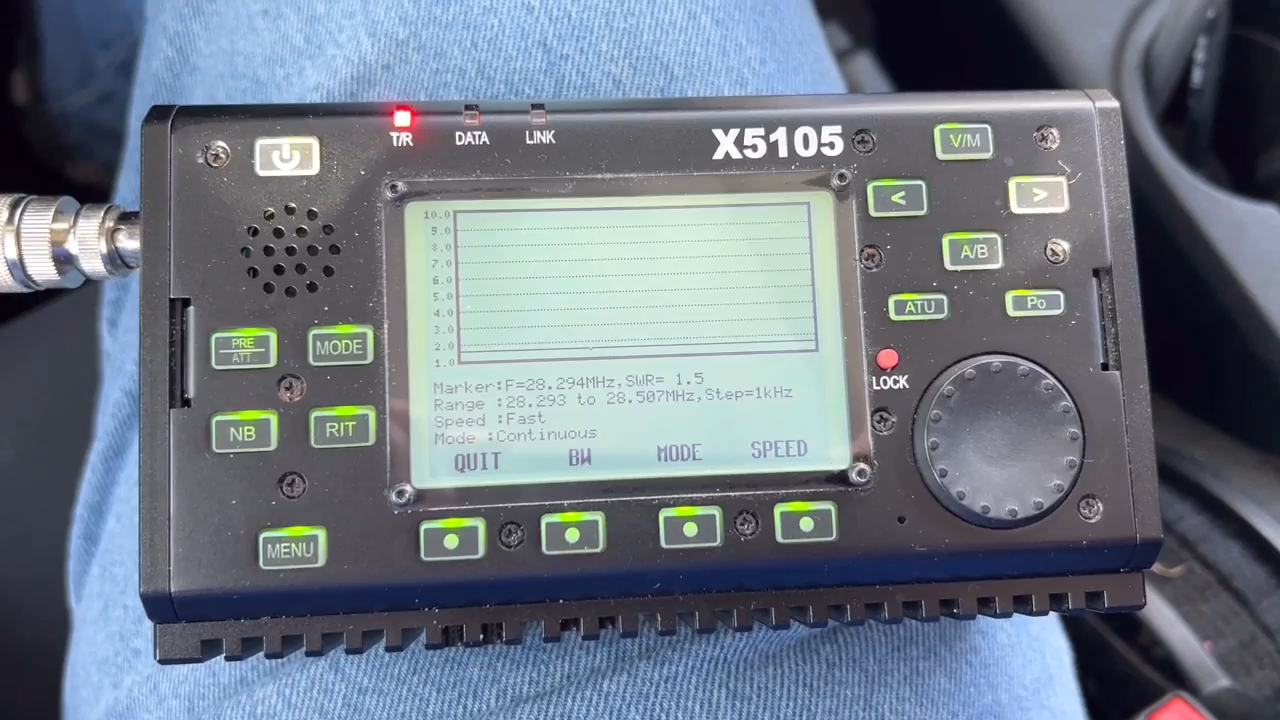 X5105
T/R DATA LINK
V/M
< >
A/B
ATU Po
LOCK
PRE
ATT
MODE
NB RIT
MENU
10.0
9.0
8.0
7.0
6.0
5.0
4.0
3.0
2.0
1.0
Marker:F=28.294MHz,SWR= 1.5
Range :28.293 to 28.507MHz,Step=1kHz
Speed :Fast
Mode :Continuous
QUIT BW MODE SPEED